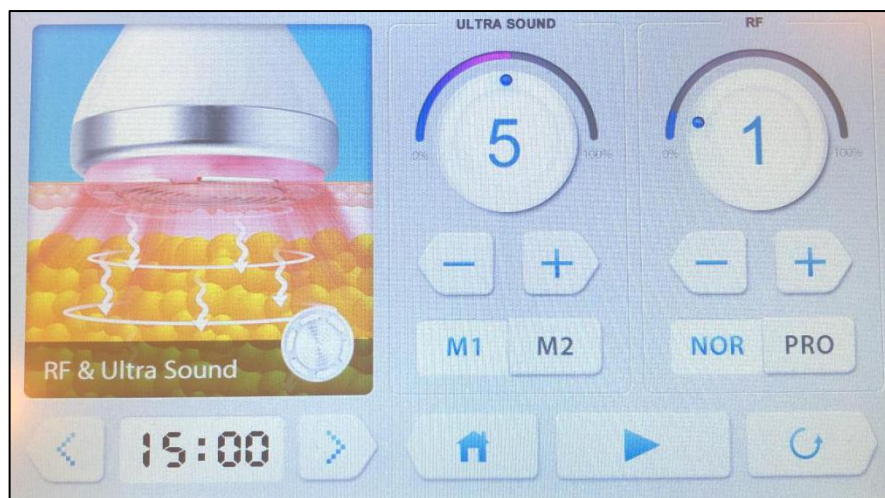 ULTRA SOUND
RF
5
1
0%
100%
0%
100%
− +
− +
M1 M2
NOR PRO
RF & Ultra Sound
15:00